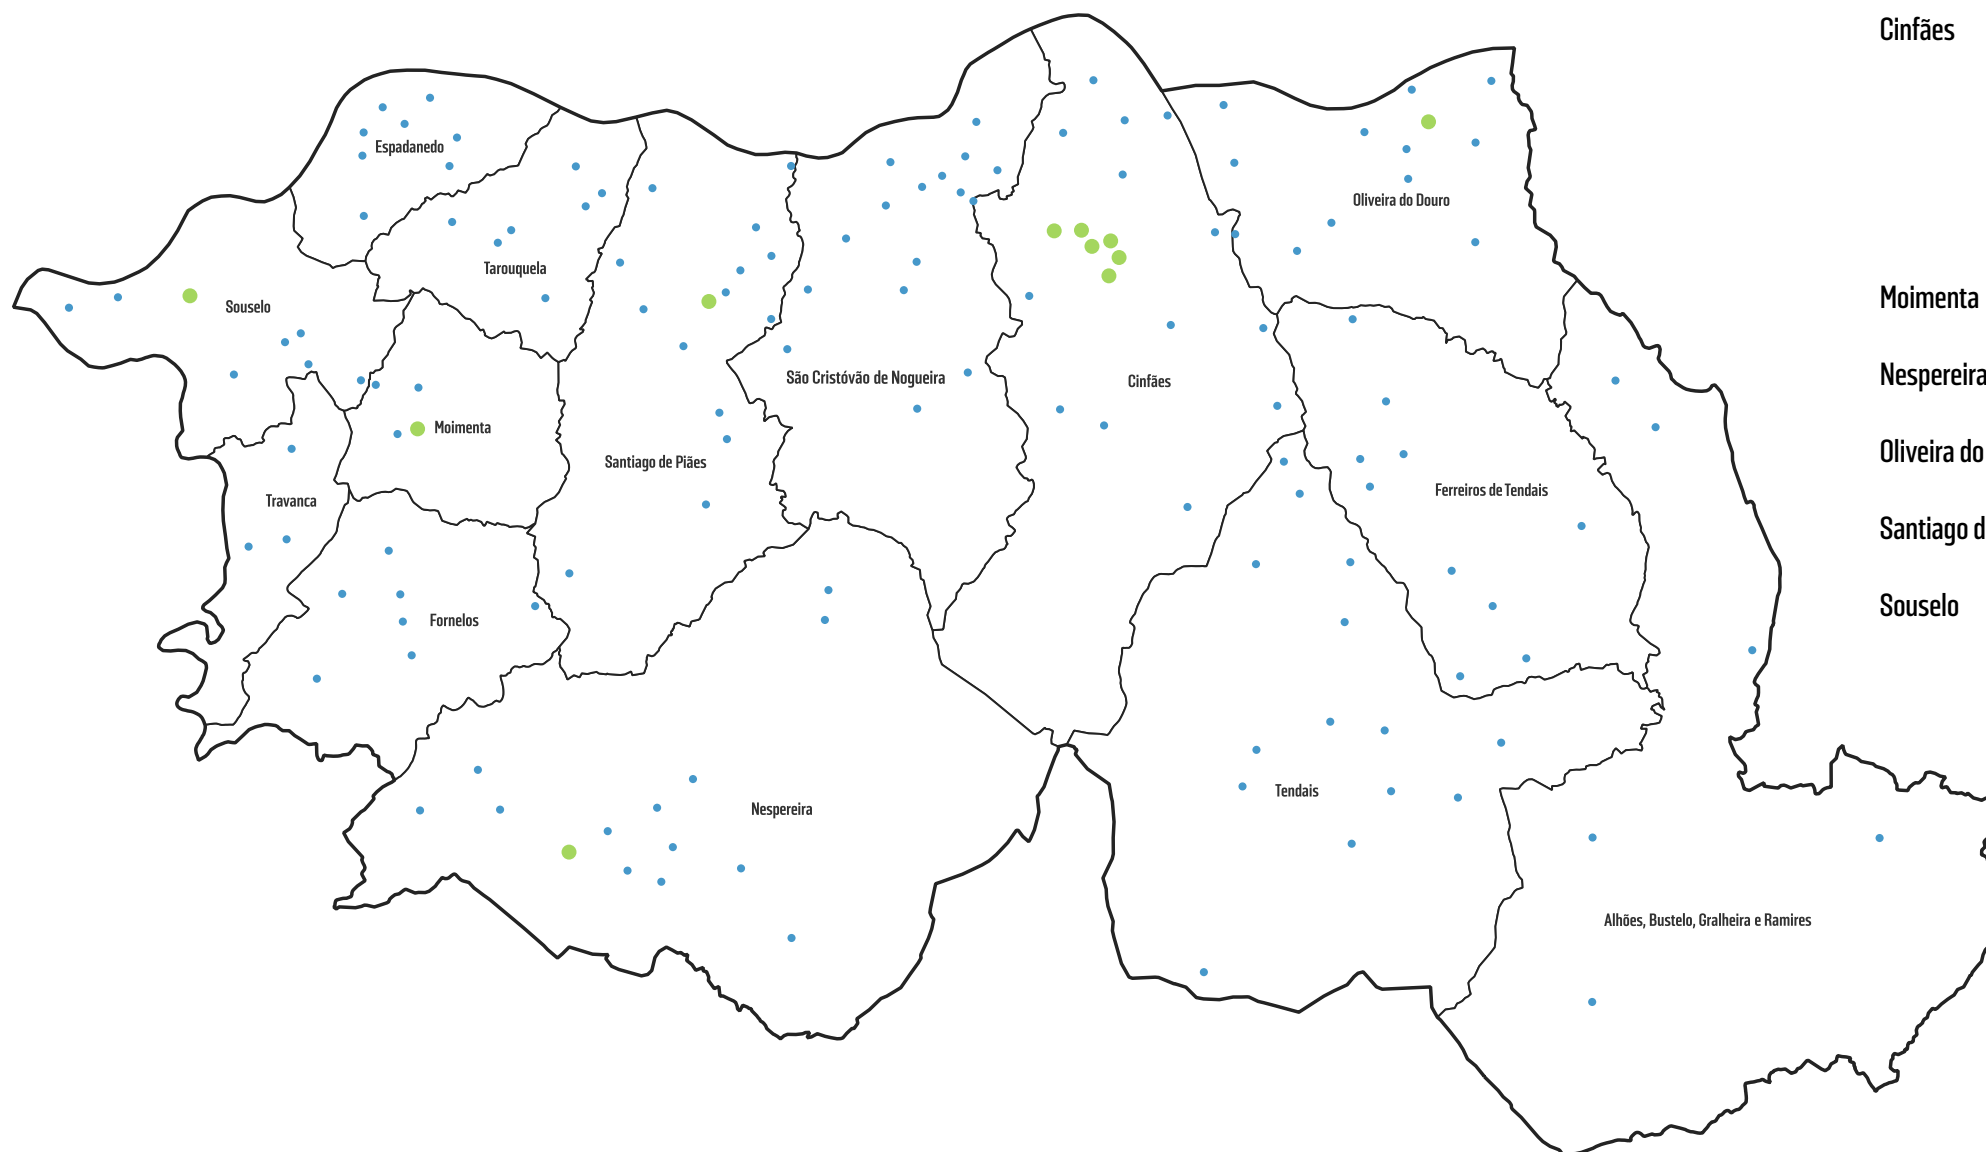 Cinfães
Espadanedo
Oliveira do Douro
Tarouquela
Moimenta
Souselo
São Cristóvão de Nogueira
Cinfães
Nespereira
Moimenta
Oliveira do
Santiago de Piães
Ferreiros de Tendais
Travanca
Santiago d
Souselo
Fornelos
Tendais
Nespereira
Alhões, Bustelo, Gralheira e Ramires